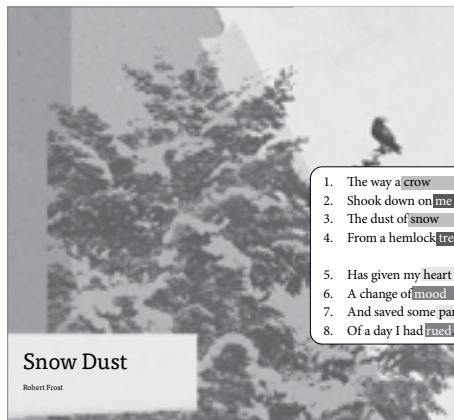 1. The way a crow
2. Shook down on me
3. The dust of snow
4. From a hemlock tre
5. Has given my heart
6. A change of mood
7. And saved some par
8. Of a day I had rued
Snow Dust
Robert Frost